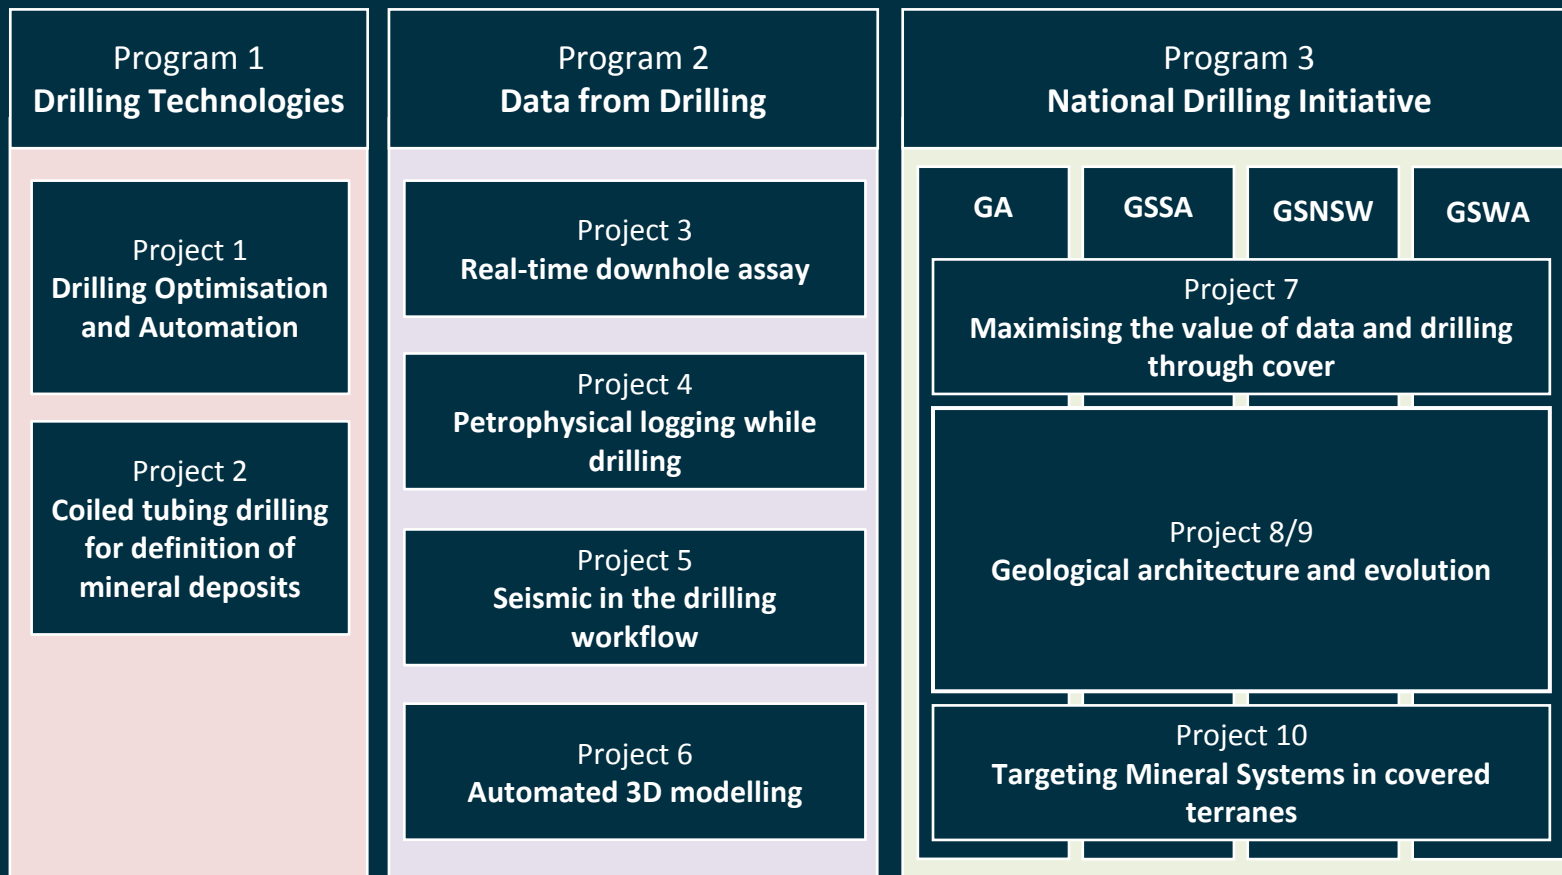 Program 1
Drilling Technologies
Project 1
Drilling Optimisation
and Automation
Project 2
Coiled tubing drilling
for definition of
mineral deposits
Program 2
Data from Drilling
Project 3
Real-time downhole assay
Project 4
Petrophysical logging while
drilling
Project 5
Seismic in the drilling
workflow
Project 6
Automated 3D modelling
Program 3
National Drilling Initiative
GA
GSSA
GSNSW
GSWA
Project 7
Maximising the value of data and drilling
through cover
Project 8/9
Geological architecture and evolution
Project 10
Targeting Mineral Systems in covered
terranes